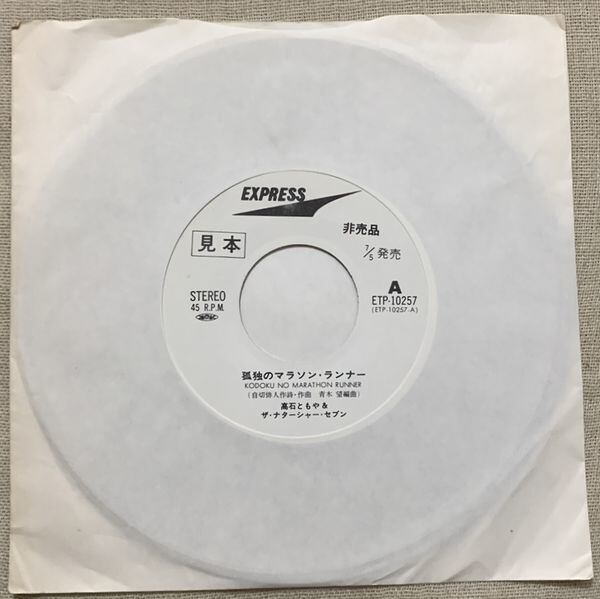 EXPRESS
見本
非売品
7/5 発売
STEREO
45 R.P.M.
A
ETP-10257
(ETP-10257-A)
孤独のマラソン・ランナー
KODOKU NO MARATHON RUNNER
(自切俳人作詩・作曲 青木 望編曲)
高石ともや&
ザ・ナターシャー・セブン